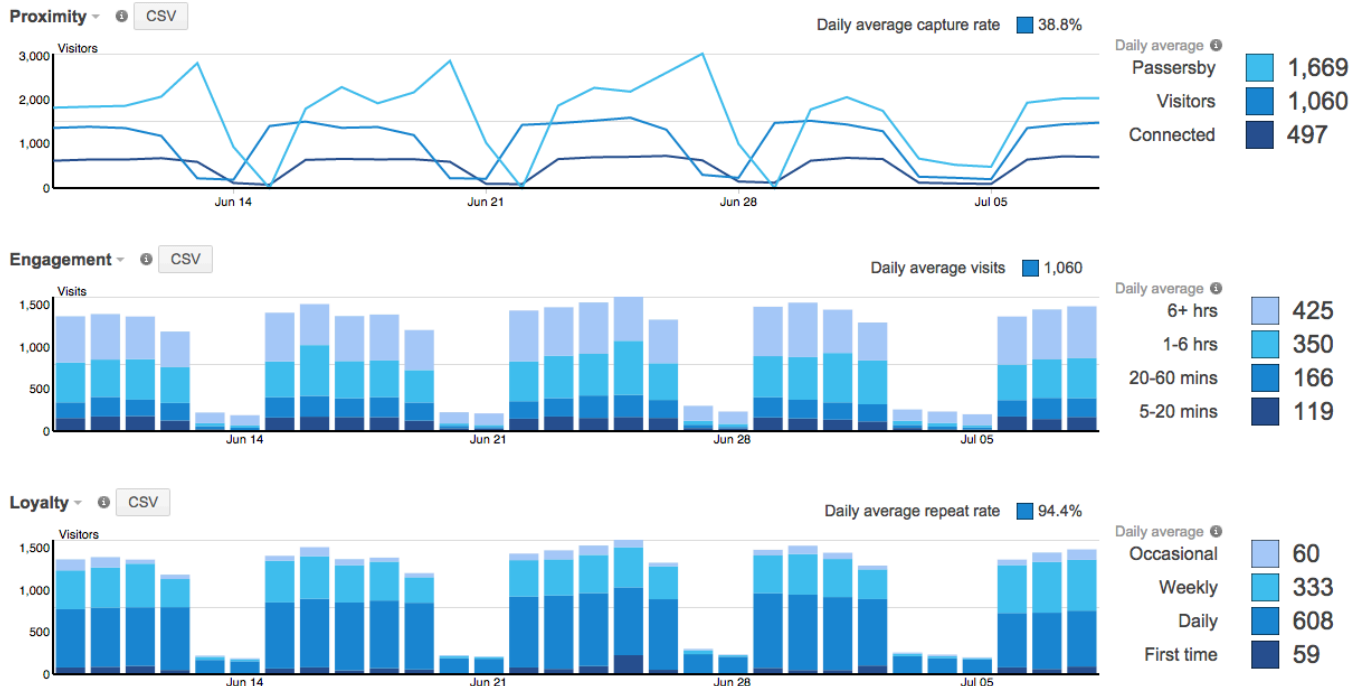 Proximity CSV
Daily average capture rate 38.8%
Visitors
3,000
2,000
1,000
0
Jun 14 Jun 21 Jun 28 Jul 05
Daily average
Passersby 1,669
Visitors 1,060
Connected 497
Engagement CSV
Daily average visits 1,060
Visits
1,500
1,000
500
0
Jun 14 Jun 21 Jun 28 Jul 05
Daily average
6+ hrs 425
1-6 hrs 350
20-60 mins 166
5-20 mins 119
Loyalty CSV
Daily average repeat rate 94.4%
Visitors
1,500
1,000
500
0
Jun 14 Jun 21 Jun 28 Jul 05
Daily average
Occasional 60
Weekly 333
Daily 608
First time 59